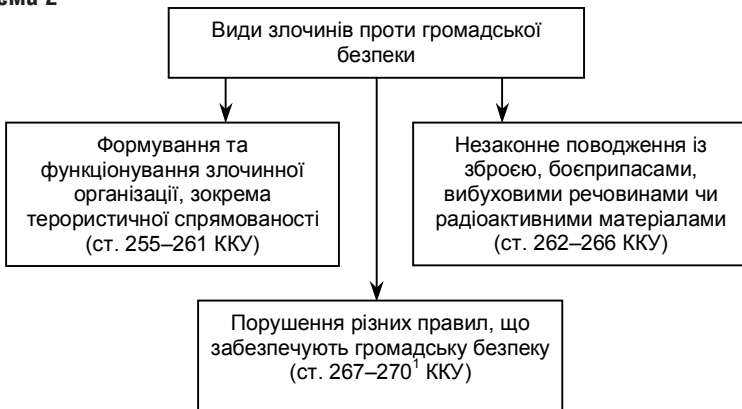 Види злочинів проти громадської
безпеки
Формування та
функціонування злочинної
організації, зокрема
терористичної спрямованості
(ст. 255–261 ККУ)
Незаконне поводження із
зброєю, боєприпасами,
вибуховими речовинами чи
радіоактивними матеріалами
(ст. 262–266 ККУ)
Порушення різних правил, що
забезпечують громадську безпеку
(ст. 267–270¹ ККУ)